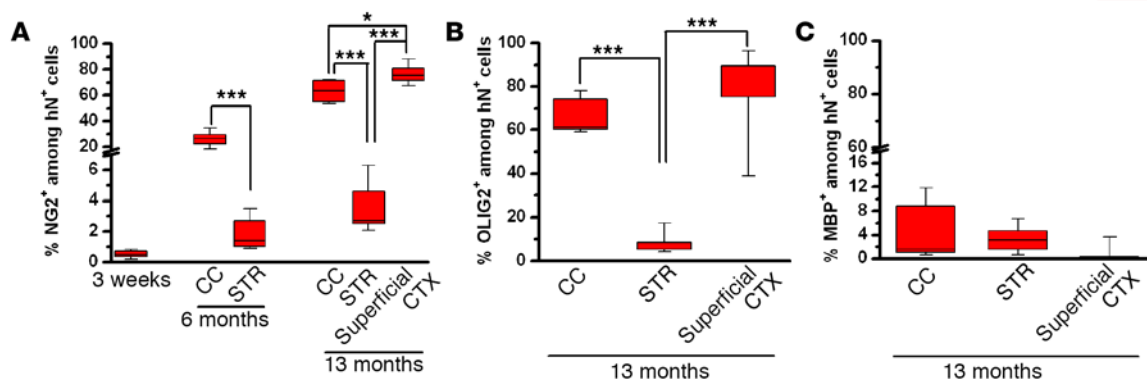 A
% NG2+ among hN+ cells
100
80
60
40
20
6
4
2
0
***
*
***
***
3 weeks
CC
STR
6 months
CC
STR
Superficial
CTX
13 months
B
% OLIG2+ among hN+ cells
100
80
60
40
20
10
0
***
***
CC
STR
Superficial
CTX
13 months
C
% MBP+ among hN+ cells
100
80
60
16
12
8
4
0
CC
STR
Superficial
CTX
13 months